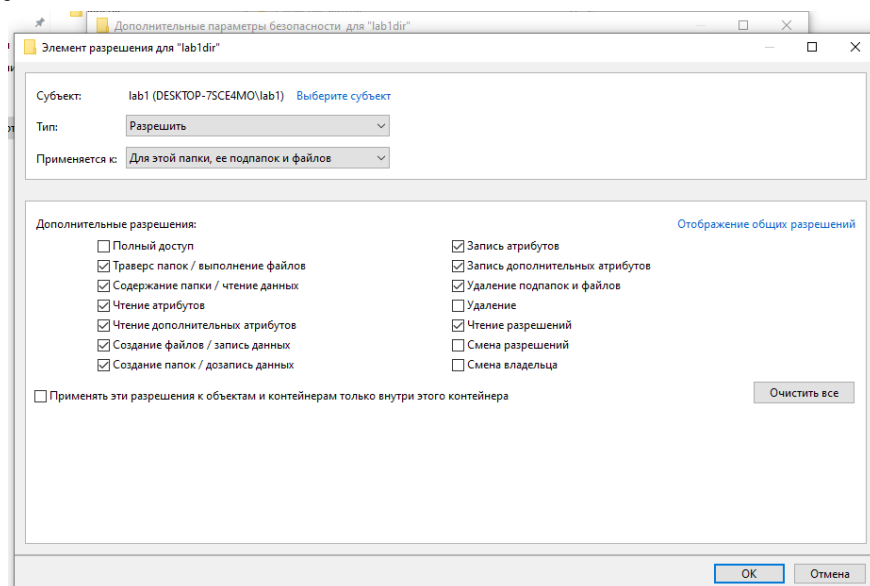 Дополнительные параметры безопасности для "lab1dir"
Элемент разрешения для "lab1dir"
Субъект: lab1 (DESKTOP-7SCE4MO\lab1) Выберите субъект
Тип: Разрешить
Применяется к: Для этой папки, ее подпапок и файлов
Дополнительные разрешения: Отображение общих разрешений
Полный доступ
Траверс папок / выполнение файлов
Содержание папки / чтение данных
Чтение атрибутов
Чтение дополнительных атрибутов
Создание файлов / запись данных
Создание папок / дозапись данных
Запись атрибутов
Запись дополнительных атрибутов
Удаление подпапок и файлов
Удаление
Чтение разрешений
Смена разрешений
Смена владельца
Применять эти разрешения к объектам и контейнерам только внутри этого контейнера
Очистить все
ОК Отмена